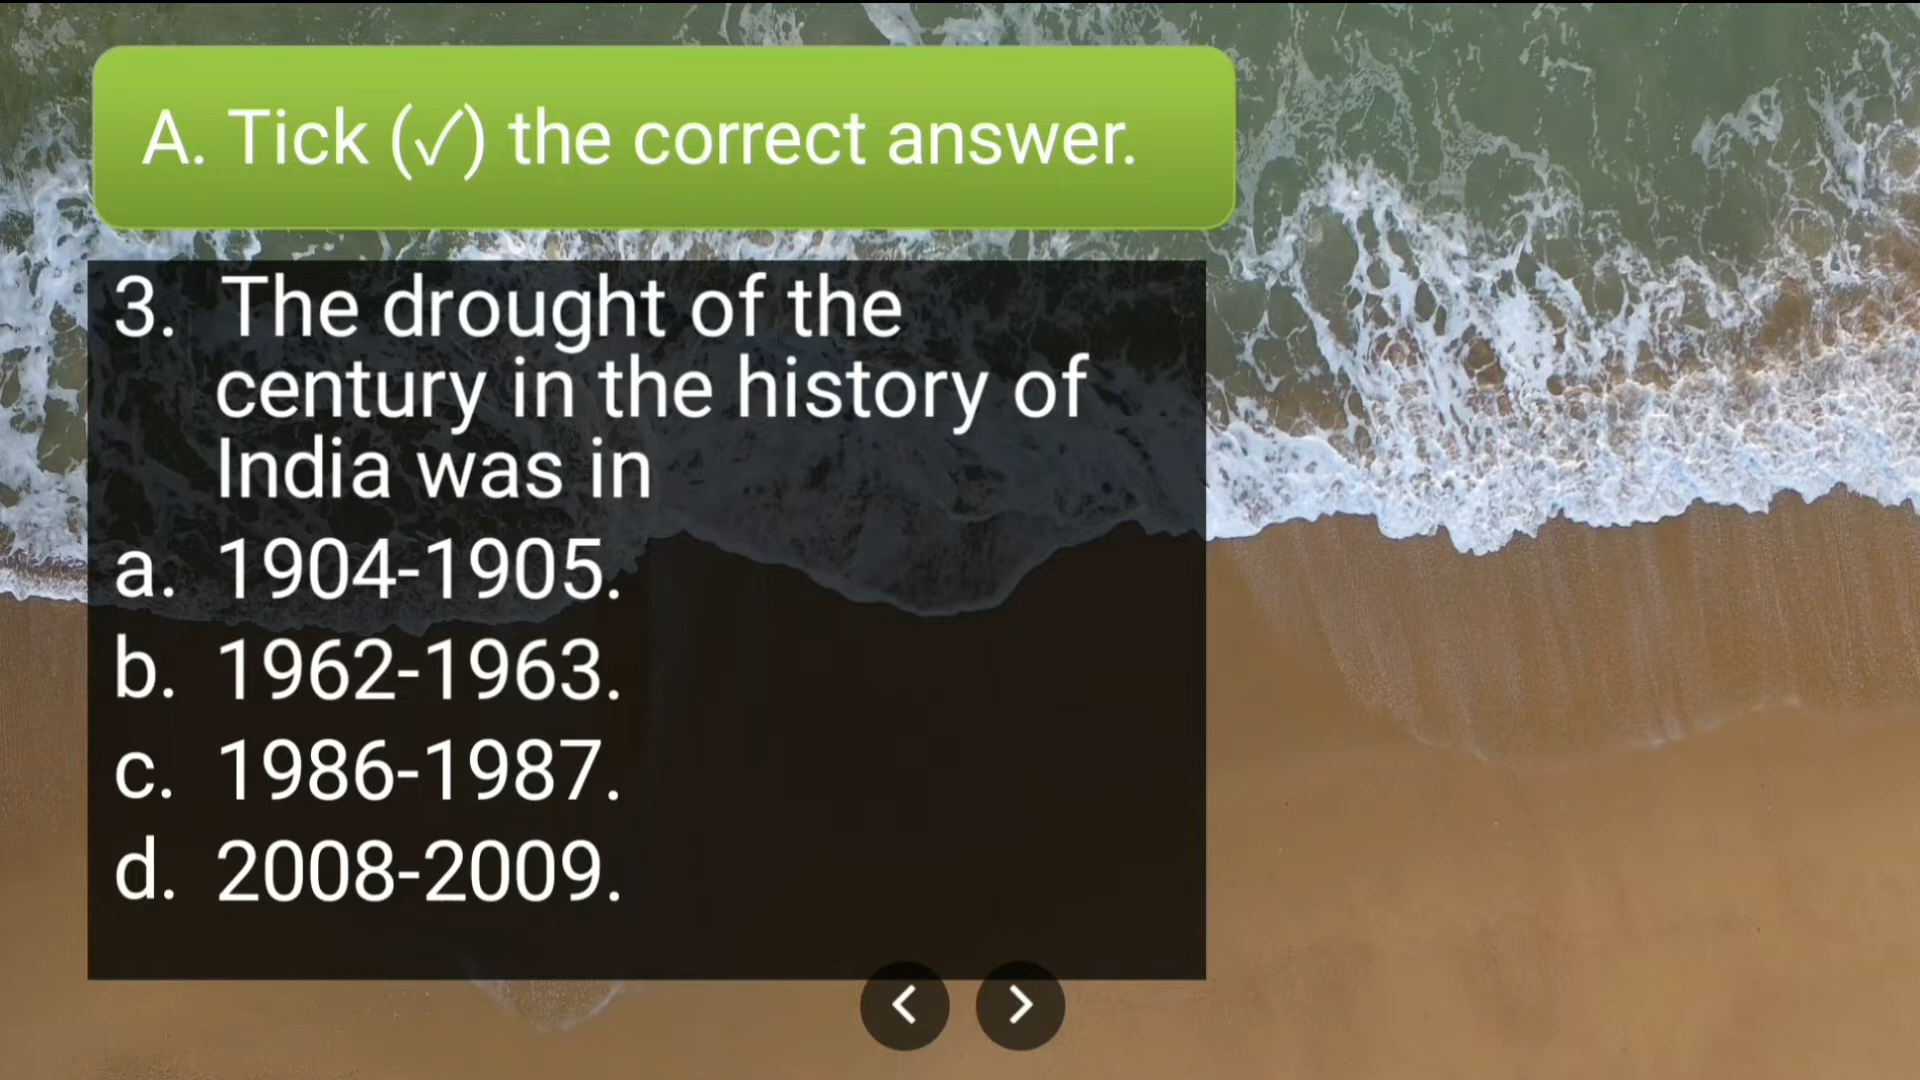 A. Tick (✓) the correct answer.
3. The drought of the
century in the history of
India was in
a. 1904-1905.
b. 1962-1963.
c. 1986-1987.
d. 2008-2009.